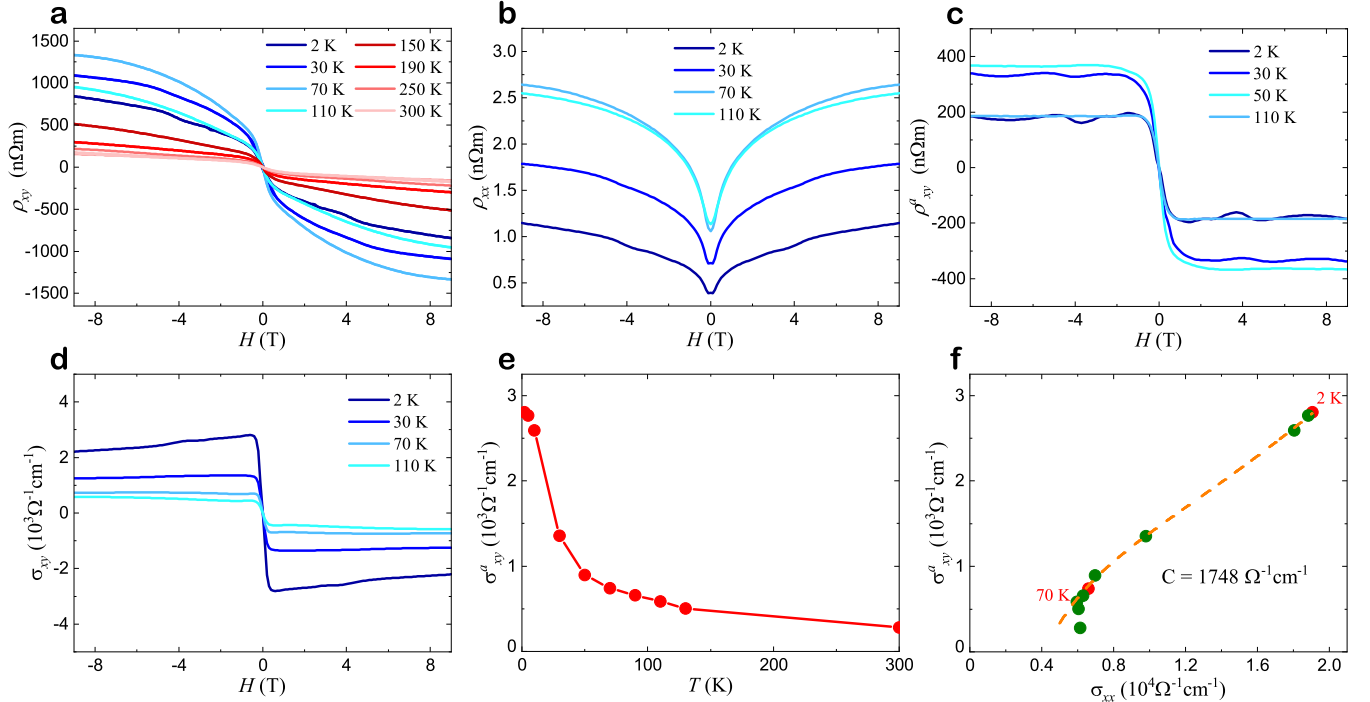 a
1500
1000
500
0
-500
-1000
-1500
ρxy (nΩm)
-8 -4 0 4 8
H (T)
2 K
30 K
70 K
110 K
150 K
190 K
250 K
300 K
b
3.0
2.5
2.0
1.5
1.0
0.5
ρxx (nΩm)
-8 -4 0 4 8
H (T)
2 K
30 K
70 K
110 K
c
400
200
0
-200
-400
ρᵃxy (nΩm)
-8 -4 0 4 8
H (T)
2 K
30 K
50 K
110 K
d
4
2
0
-2
-4
σxy (10³Ω⁻¹cm⁻¹)
-8 -4 0 4 8
H (T)
2 K
30 K
70 K
110 K
e
3
2
1
0
σᵃxy (10³Ω⁻¹cm⁻¹)
0 100 200 300
T (K)
f
3
2
1
0
σᵃxy (10³Ω⁻¹cm⁻¹)
2 K
70 K
C = 1748 Ω⁻¹cm⁻¹
0.0 0.4 0.8 1.2 1.6 2.0
σxx (10⁴Ω⁻¹cm⁻¹)